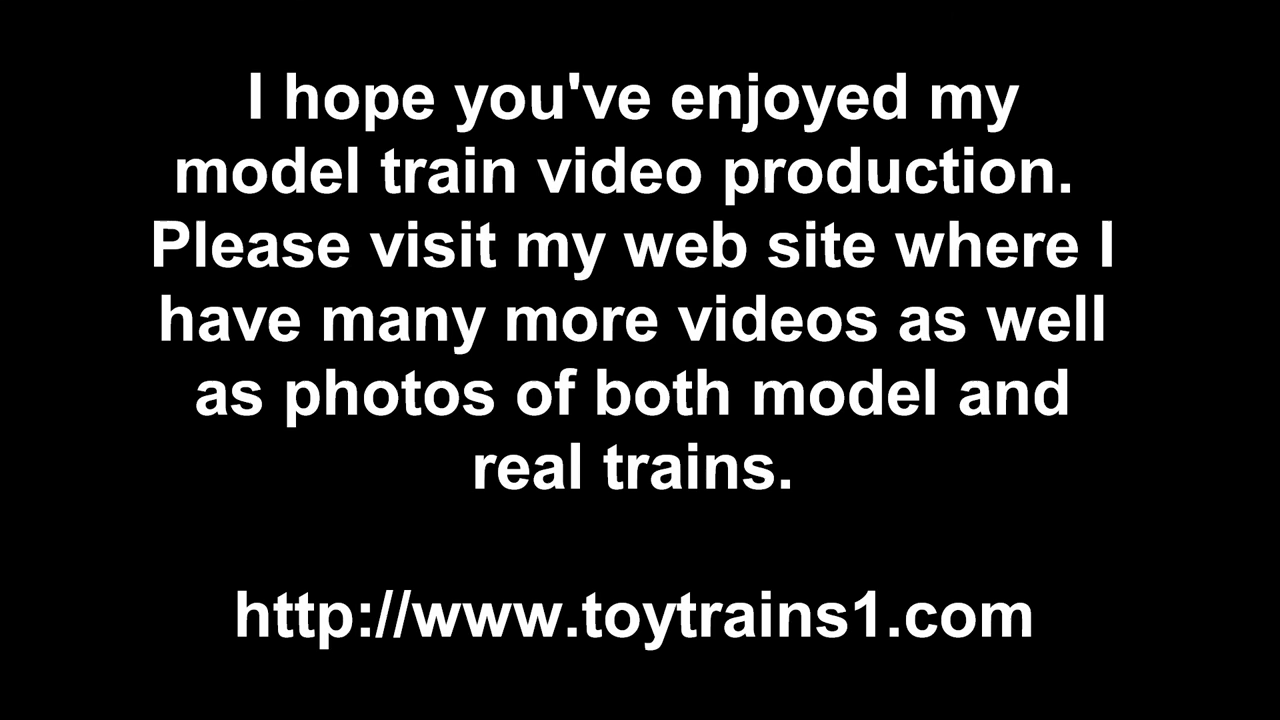 I hope you've enjoyed my
model train video production.
Please visit my web site where I
have many more videos as well
as photos of both model and
real trains.
http://www.toytrains1.com